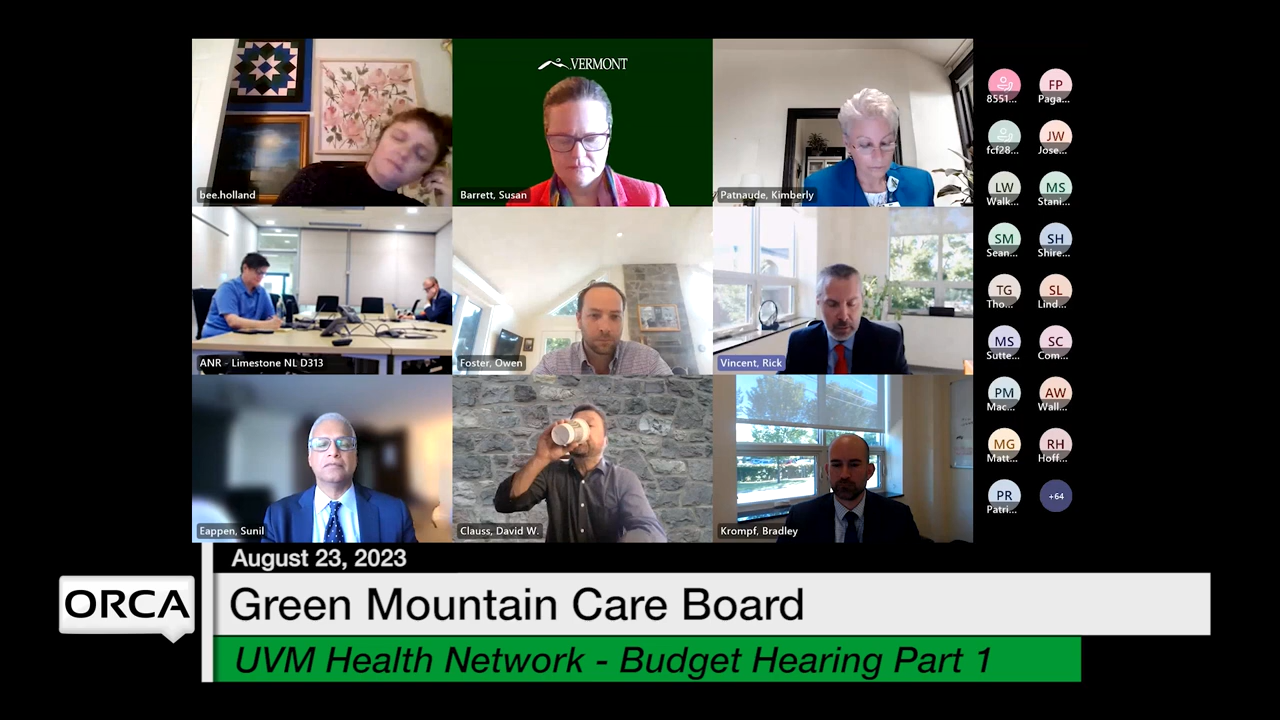 VERMONT
bee.holland
Barrett, Susan
Patnaude, Kimberly
ANR - Limestone NL D313
Foster, Owen
Vincent, Rick
Eappen, Sunil
Clauss, David W.
Krompf, Bradley
FP
8551...
Paga...
JW
fcf28...
Jose...
LW
MS
Walk...
Stani...
SM
SH
Sean...
Shire...
TG
SL
Tho...
Lind...
MS
SC
Sutte...
Com...
PM
AW
Mac...
Wall...
MG
RH
Matt...
Hoff...
PR
+64
Patri...
August 23, 2023
ORCA
Green Mountain Care Board
UVM Health Network - Budget Hearing Part 1